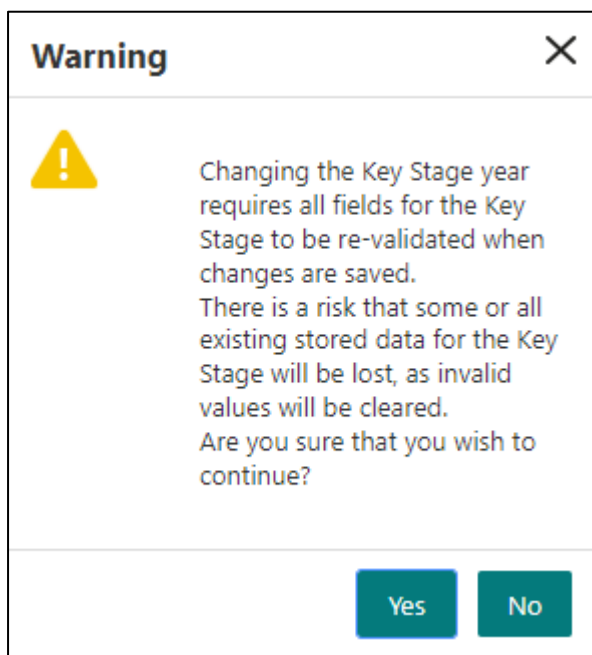 Warning
Changing the Key Stage year
requires all fields for the Key
Stage to be re-validated when
changes are saved.
There is a risk that some or all
existing stored data for the Key
Stage will be lost, as invalid
values will be cleared.
Are you sure that you wish to
continue?
Yes No